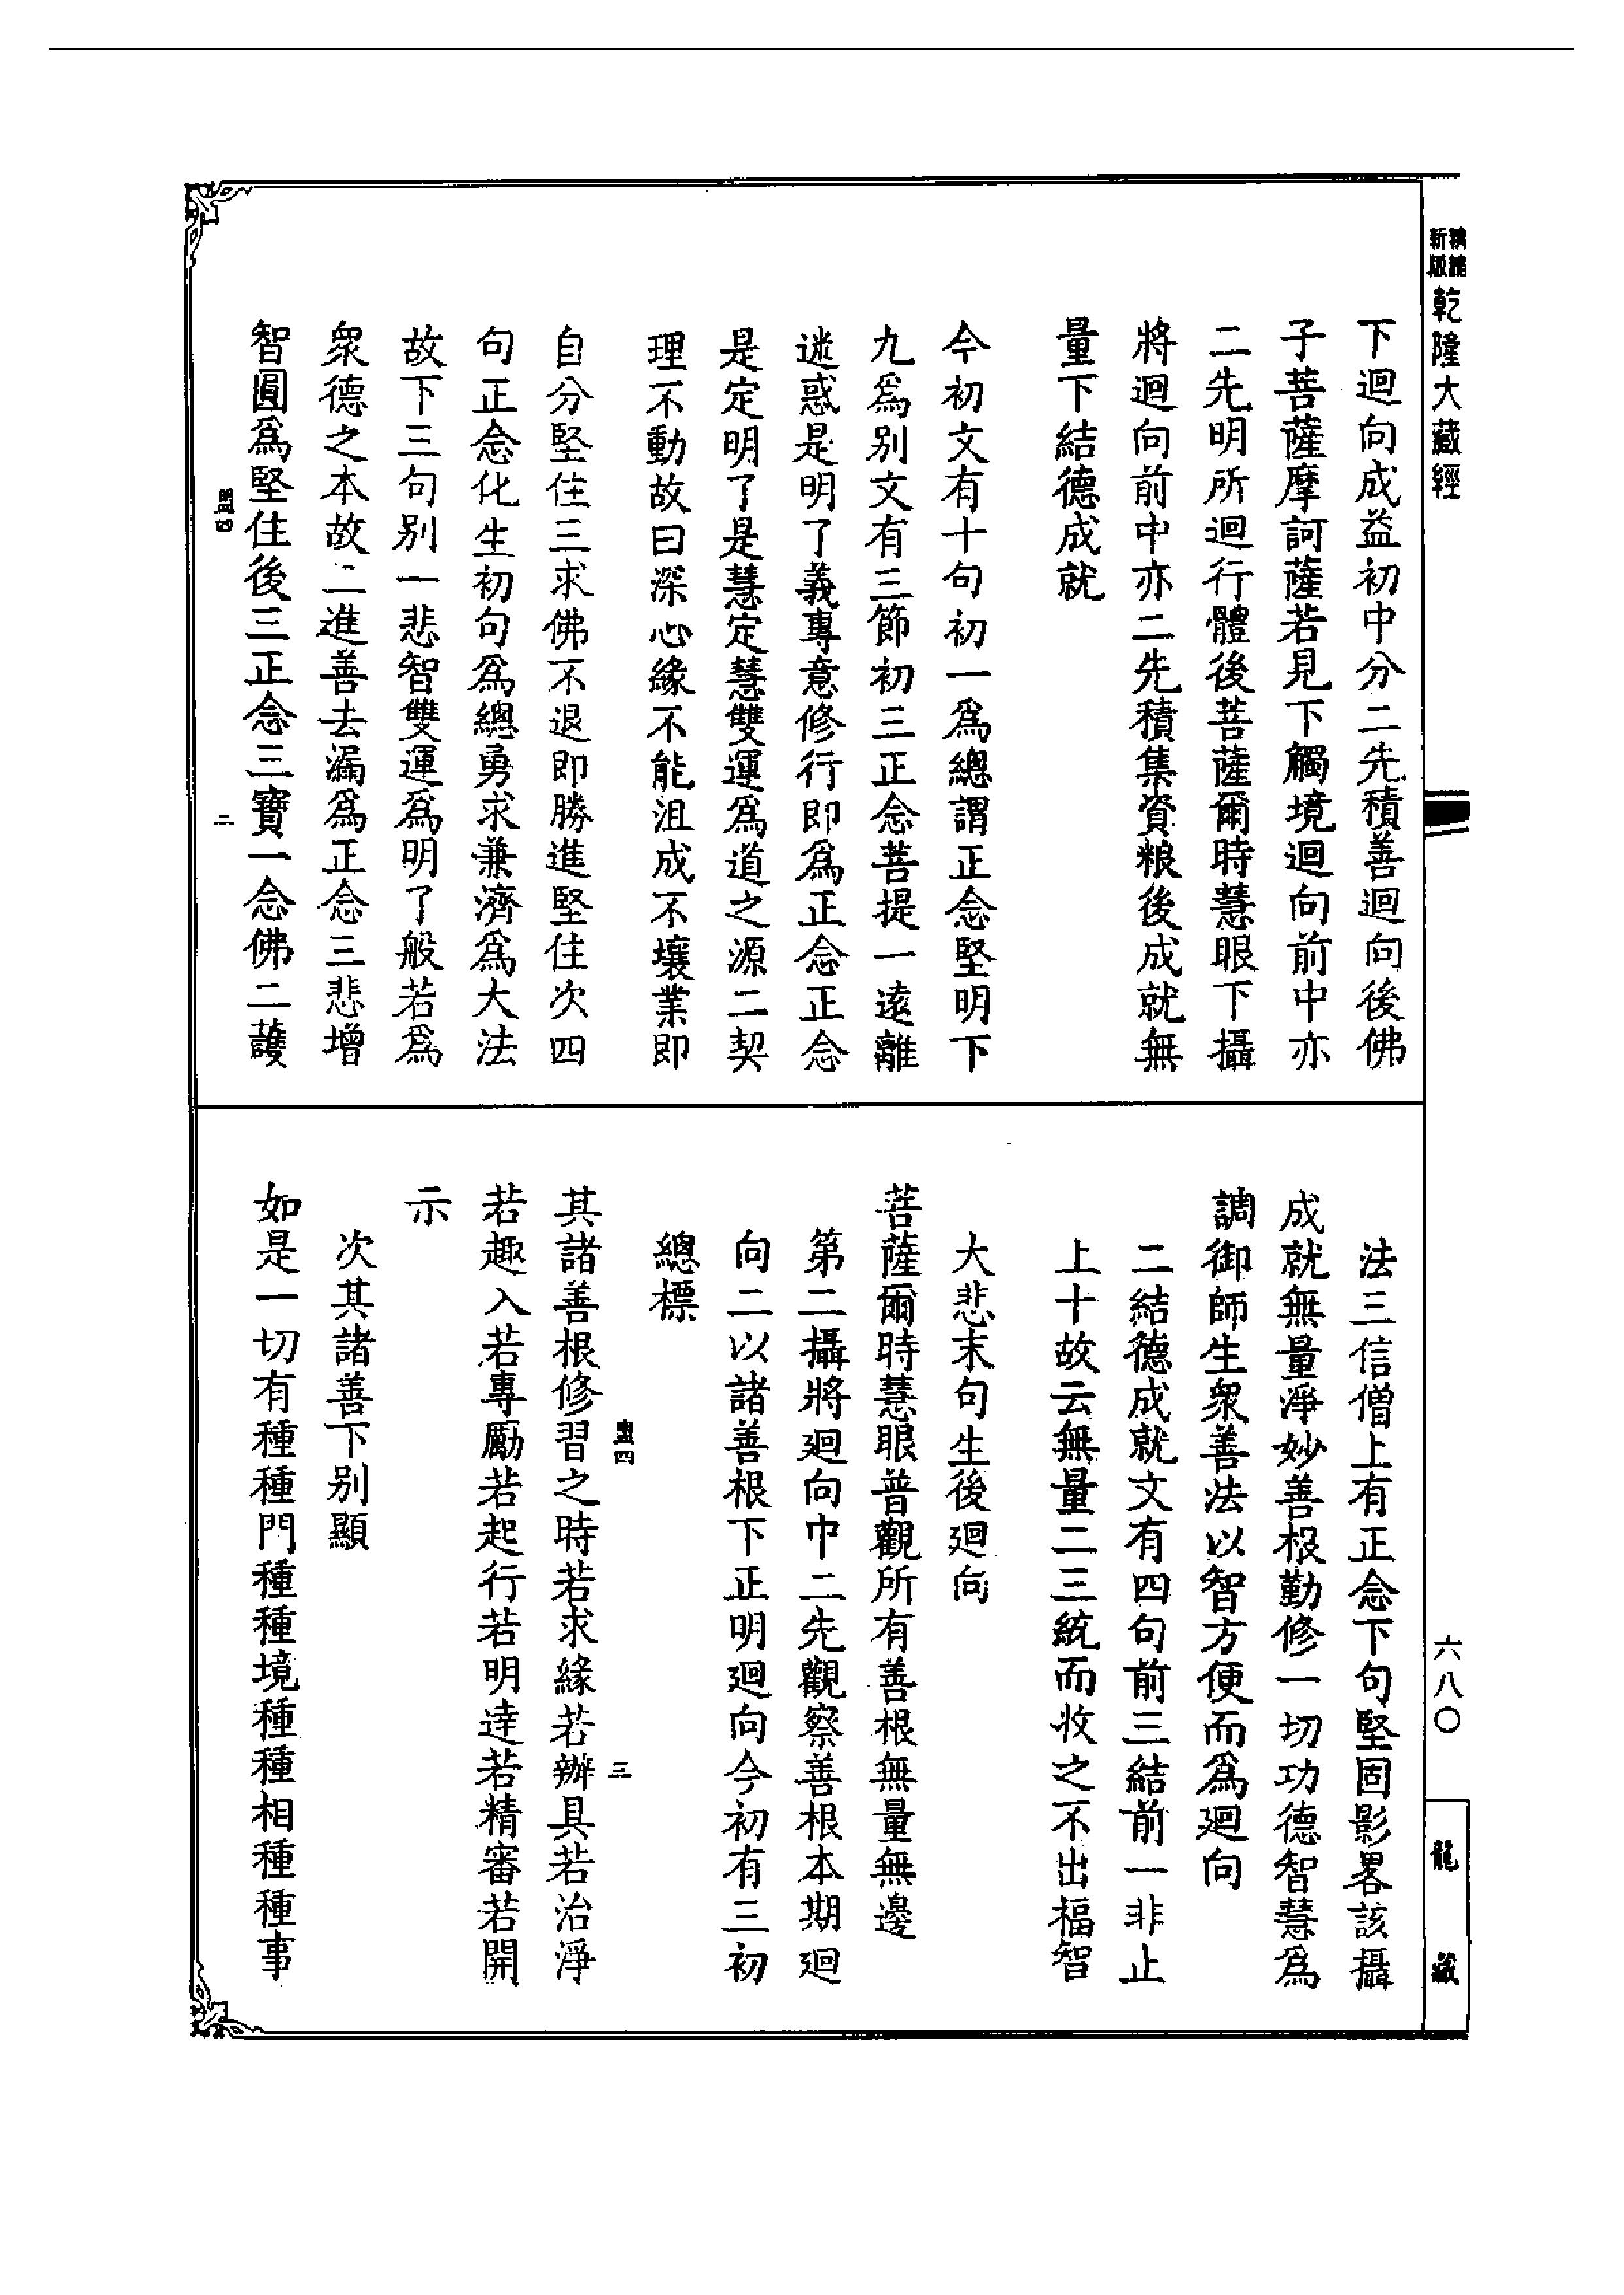 精繕
新版
乾隆大藏經
下迴向成益初中分二先積善迴向後佛
子菩薩摩訶薩若見下觸境迴向前中亦
二先明所迴行體後菩薩爾時慧眼下攝
將迴向前中亦二先積集資粮後成就無
量下結德成就
今初文有十句初一爲總謂正念堅明下
九爲別文有三節初三正念菩提一遠離
迷惑是明了義專意修行即爲正念正念
是定明了是慧定慧雙運爲道之源二契
理不動故曰深心緣不能沮成不壞業即
自分堅住三求佛不退即勝進堅住次四
句正念化生初句爲總勇求兼濟爲大法
故下三句別一悲智雙運爲明了般若爲
衆德之本故二進善去漏爲正念三悲增
智圓爲堅住後三正念三寶一念佛二護
盟四
二
法三信僧上有正念下句堅固影畧該攝
成就無量淨妙善根勤修一切功德智慧爲
調御師生衆善法以智方便而爲迴向
二結德成就文有四句前三結前一非止
上十故云無量二三統而收之不出福智
大悲末句生後迴向
菩薩爾時慧眼普觀所有善根無量無邊
第二攝將迴向中二先觀察善根本期迴
向二以諸善根下正明迴向今初有三初
總標
盟四
三
其諸善根修習之時若求緣若辦具若治淨
若趣入若專勵若起行若明達若精審若開
示
次其諸善下別顯
如是一切有種種門種種境種種相種種事
六八〇
龍藏